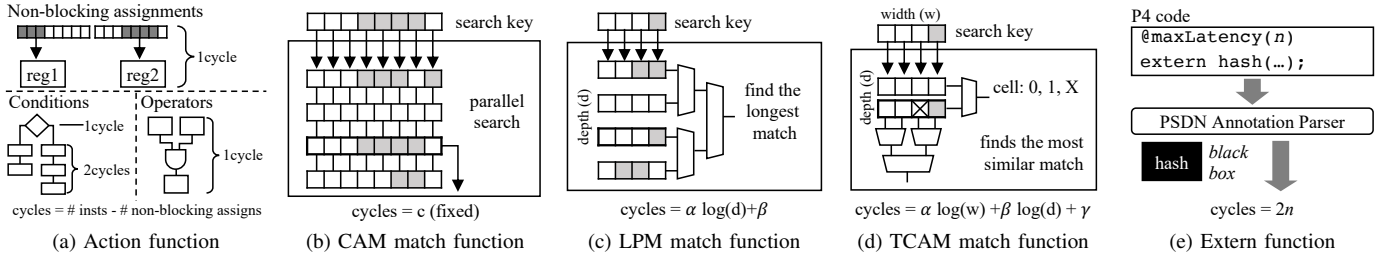 Non-blocking assignments
reg1
reg2
1cycle
Conditions
1cycle
2cycles
Operators
1cycle
cycles = # insts - # non-blocking assigns
(a) Action function
search key
parallel
search
cycles = c (fixed)
(b) CAM match function
search key
depth (d)
find the
longest
match
cycles = α log(d)+β
(c) LPM match function
width (w)
search key
depth (d)
cell: 0, 1, X
finds the most
similar match
cycles = α log(w) +β log(d) + γ
(d) TCAM match function
P4 code
@maxLatency(n)
extern hash(…);
PSDN Annotation Parser
hash
black
box
cycles = 2n
(e) Extern function